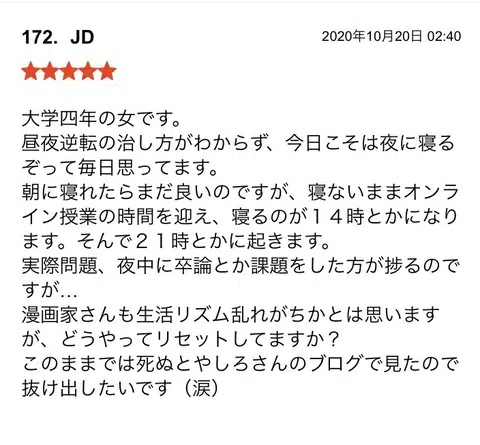 172. JD
2020年10月20日 02:40
★★★★★
大学四年の女です。
昼夜逆転の治し方がわからず、今日こそは夜に寝る
ぞって毎日思ってます。
朝に寝れたらまだ良いのですが、寝ないままオンラ
イン授業の時間を迎え、寝るのが１４時とかになり
ます。そんで２１時とかに起きます。
実際問題、夜中に卒論とか課題をした方が捗るので
すが…
漫画家さんも生活リズム乱れがちかとは思います
が、どうやってリセットしてますか？
このままでは死ぬとやしろさんのブログで見たので
抜け出したいです（涙）